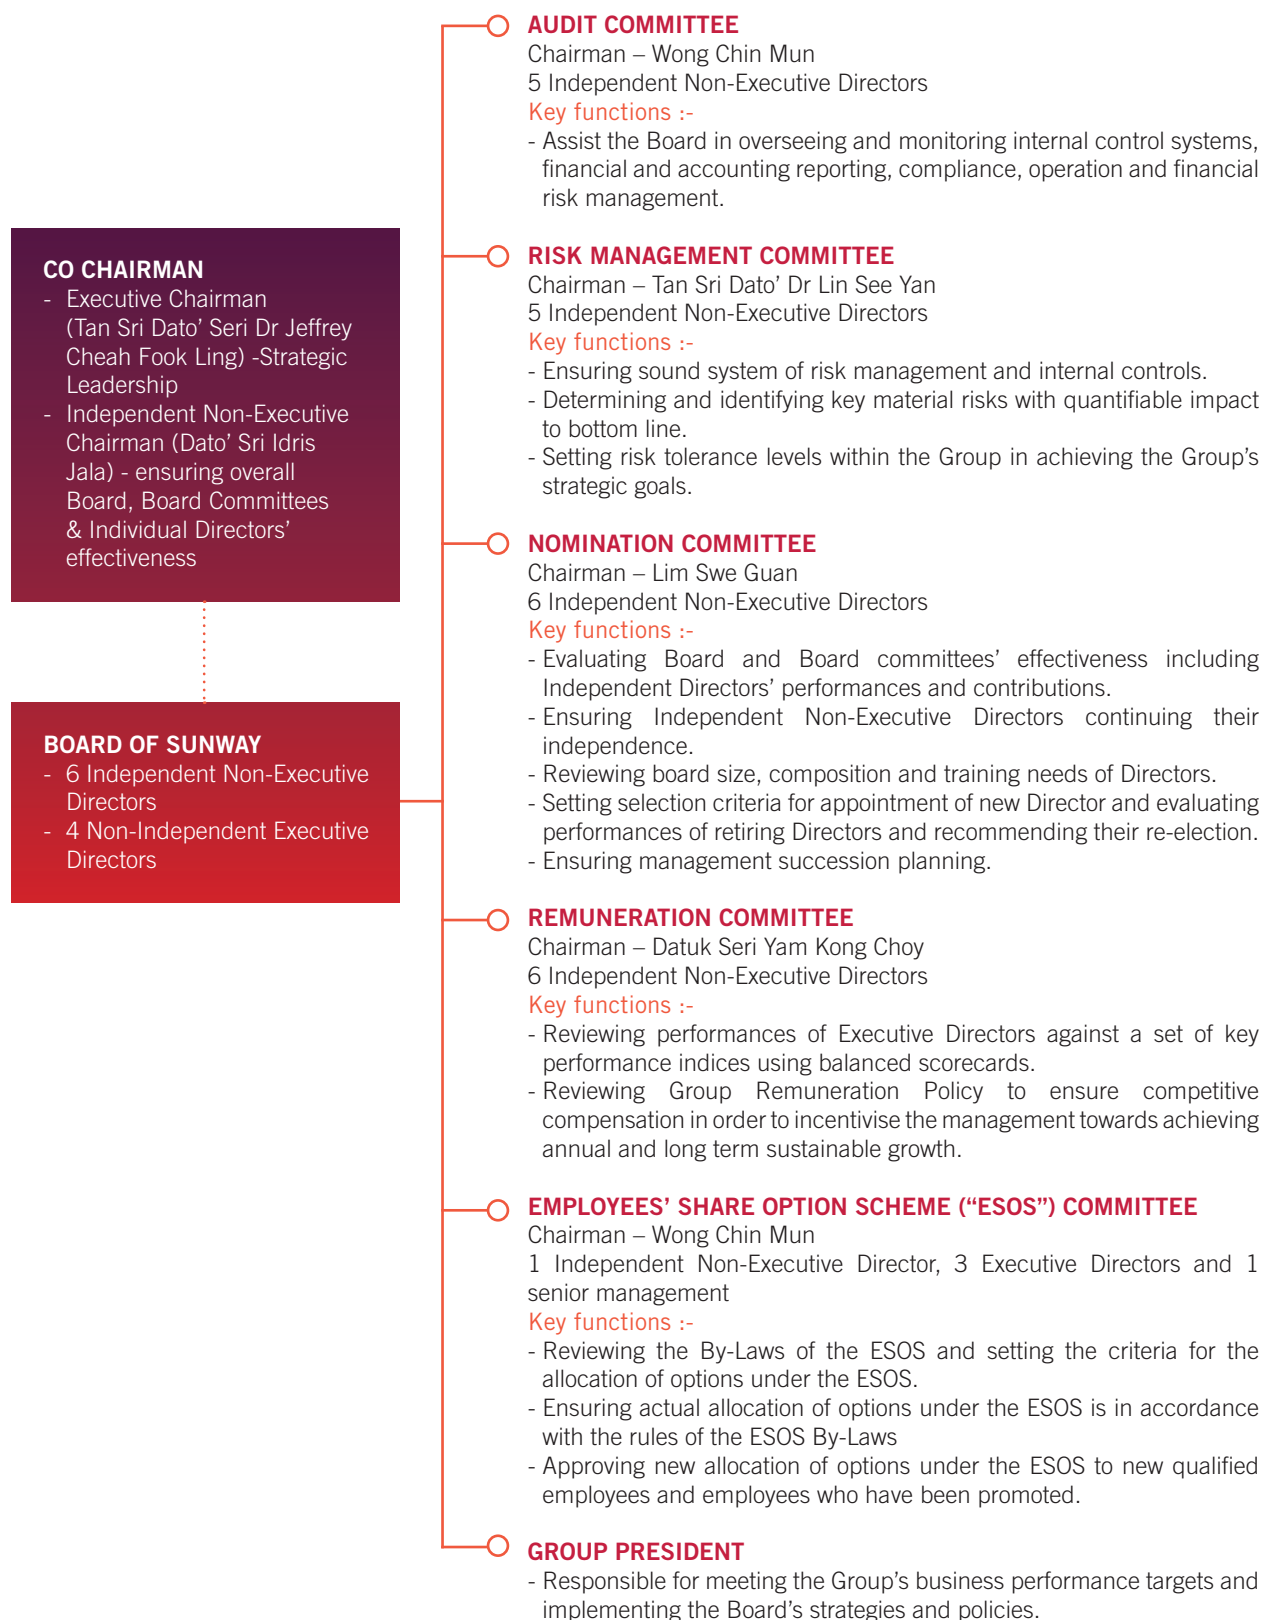 CO CHAIRMAN
- Executive Chairman
(Tan Sri Dato’ Seri Dr Jeffrey
Cheah Fook Ling) -Strategic
Leadership
- Independent Non-Executive
Chairman (Dato’ Sri Idris
Jala) - ensuring overall
Board, Board Committees
& Individual Directors’
effectiveness
BOARD OF SUNWAY
- 6 Independent Non-Executive
Directors
- 4 Non-Independent Executive
Directors
AUDIT COMMITTEE
Chairman – Wong Chin Mun
5 Independent Non-Executive Directors
Key functions :-
- Assist the Board in overseeing and monitoring internal control systems,
financial and accounting reporting, compliance, operation and financial
risk management.
RISK MANAGEMENT COMMITTEE
Chairman – Tan Sri Dato’ Dr Lin See Yan
5 Independent Non-Executive Directors
Key functions :-
- Ensuring sound system of risk management and internal controls.
- Determining and identifying key material risks with quantifiable impact
to bottom line.
- Setting risk tolerance levels within the Group in achieving the Group’s
strategic goals.
NOMINATION COMMITTEE
Chairman – Lim Swe Guan
6 Independent Non-Executive Directors
Key functions :-
- Evaluating Board and Board committees’ effectiveness including
Independent Directors’ performances and contributions.
- Ensuring Independent Non-Executive Directors continuing their
independence.
- Reviewing board size, composition and training needs of Directors.
- Setting selection criteria for appointment of new Director and evaluating
performances of retiring Directors and recommending their re-election.
- Ensuring management succession planning.
REMUNERATION COMMITTEE
Chairman – Datuk Seri Yam Kong Choy
6 Independent Non-Executive Directors
Key functions :-
- Reviewing performances of Executive Directors against a set of key
performance indices using balanced scorecards.
- Reviewing Group Remuneration Policy to ensure competitive
compensation in order to incentivise the management towards achieving
annual and long term sustainable growth.
EMPLOYEES’ SHARE OPTION SCHEME (“ESOS”) COMMITTEE
Chairman – Wong Chin Mun
1 Independent Non-Executive Director, 3 Executive Directors and 1
senior management
Key functions :-
- Reviewing the By-Laws of the ESOS and setting the criteria for the
allocation of options under the ESOS.
- Ensuring actual allocation of options under the ESOS is in accordance
with the rules of the ESOS By-Laws
- Approving new allocation of options under the ESOS to new qualified
employees and employees who have been promoted.
GROUP PRESIDENT
- Responsible for meeting the Group’s business performance targets and
implementing the Board’s strategies and policies.